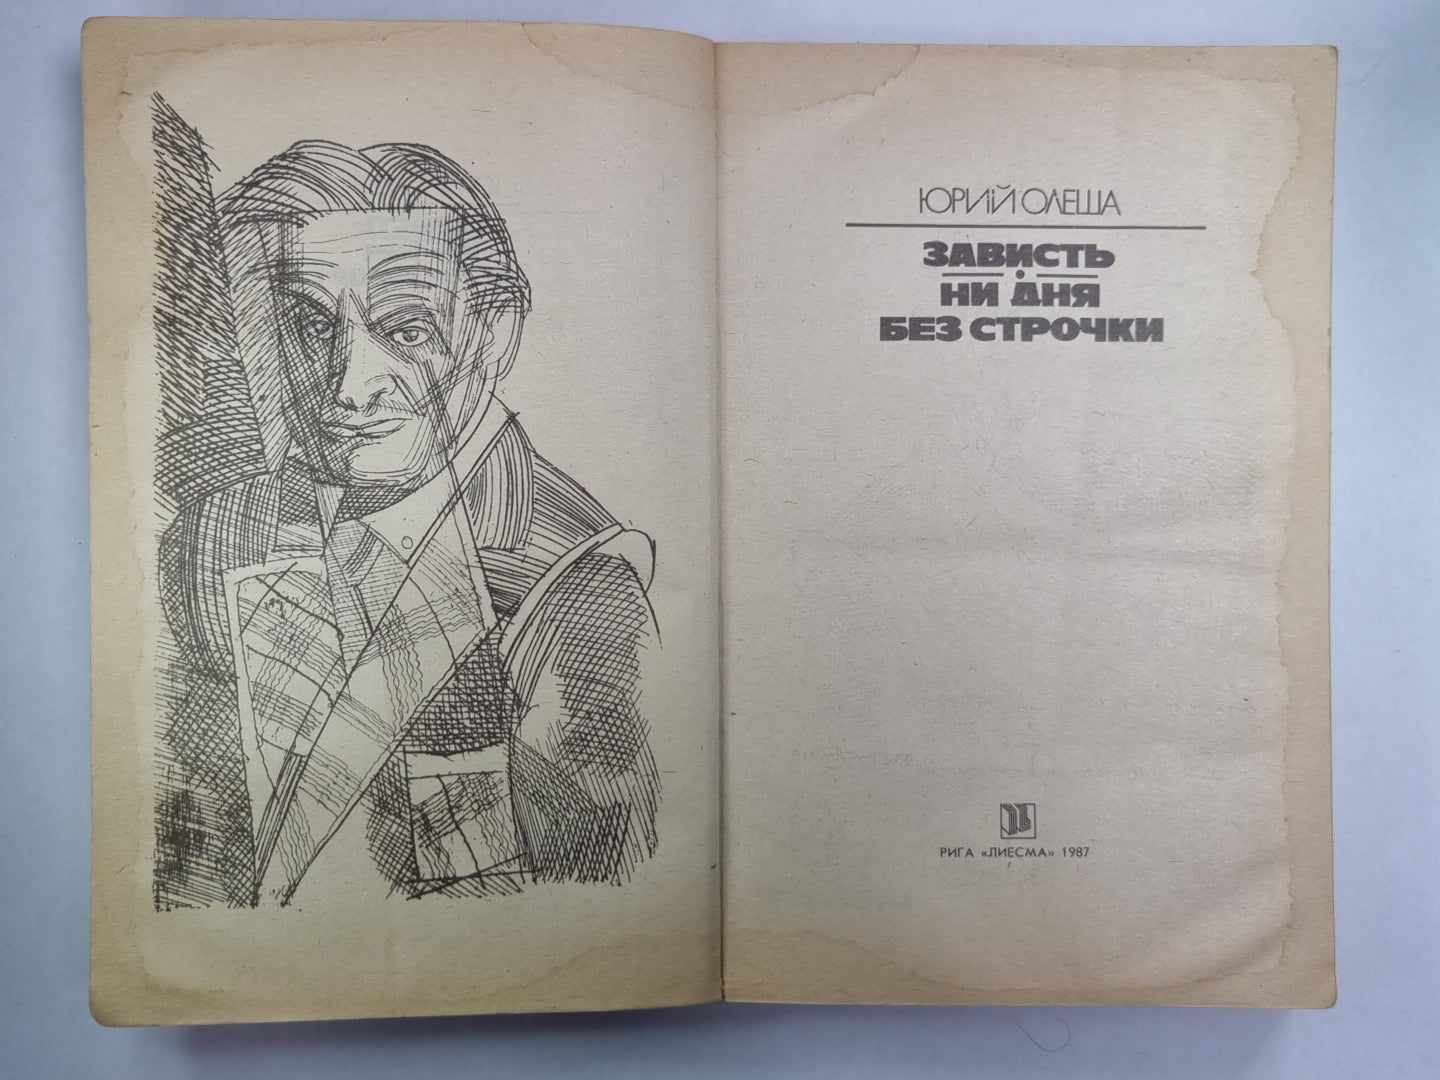 ЮРИЙ ОЛЕША
ЗАВИСТЬ
НИ ДНЯ
БЕЗ СТРОЧКИ
РИГА «ЛИЕСМА» 1987